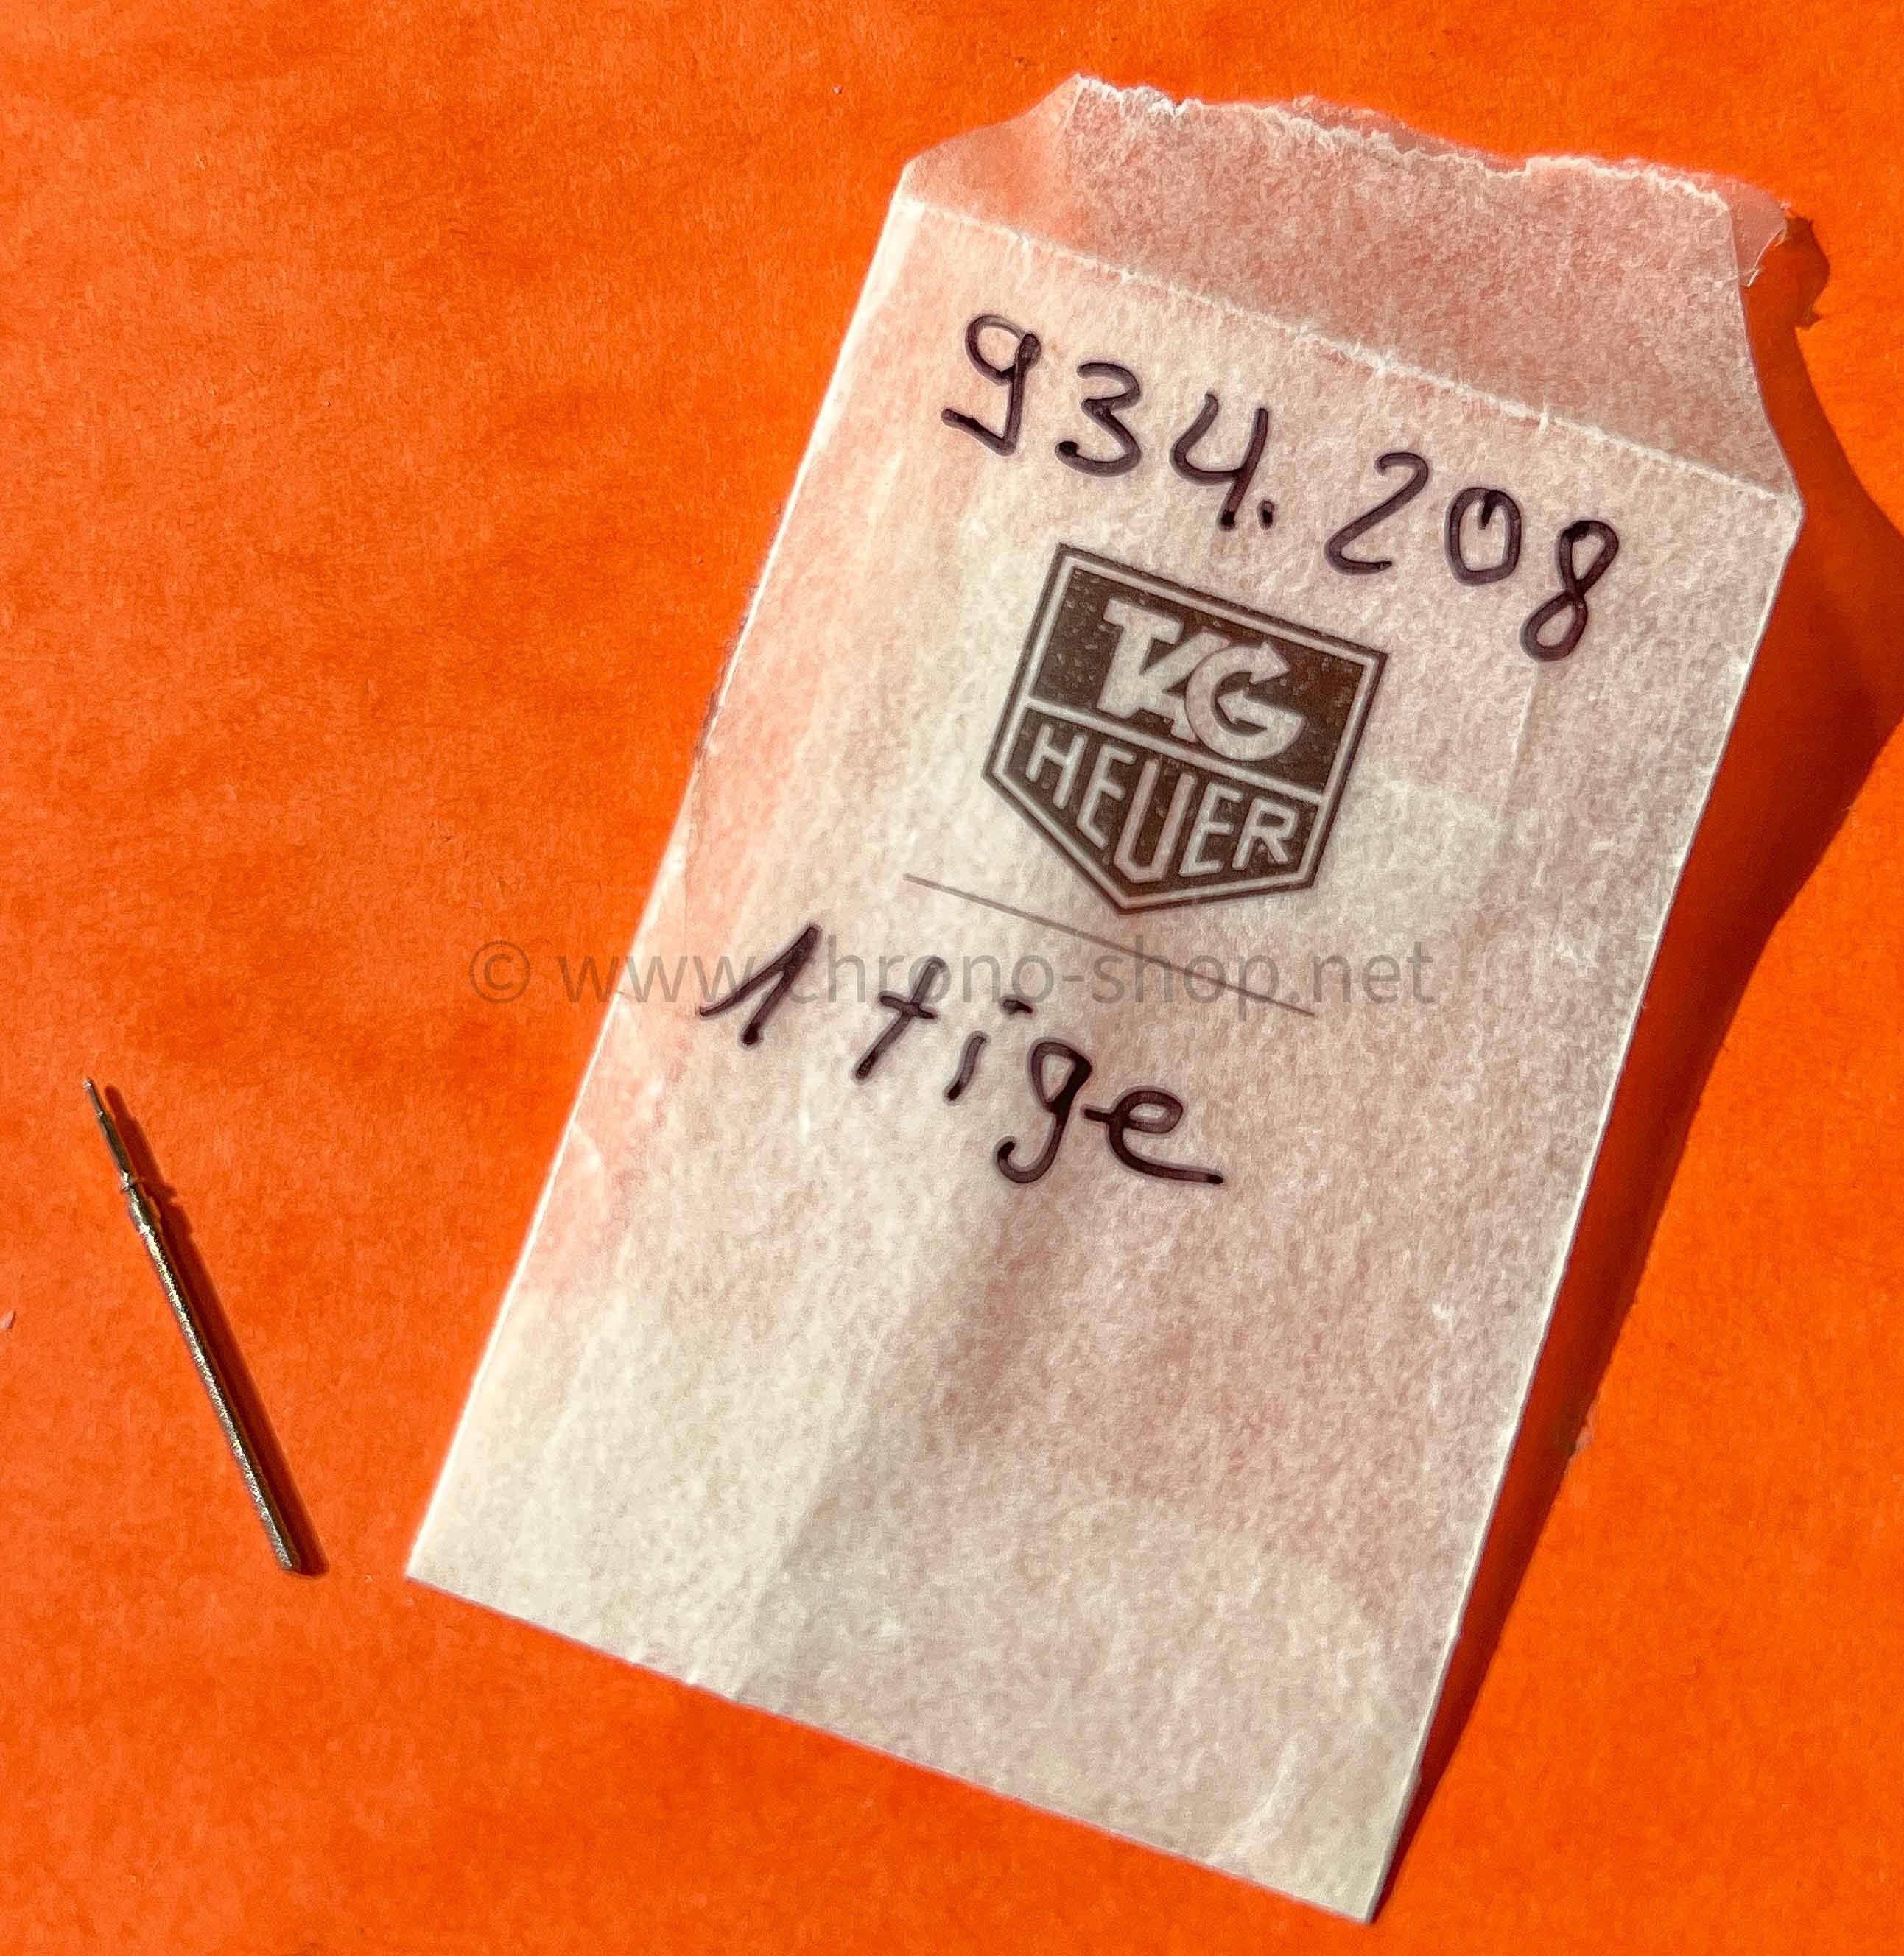 934.208
TAG
HEUER
© www.chrono-shop.net
1 tige